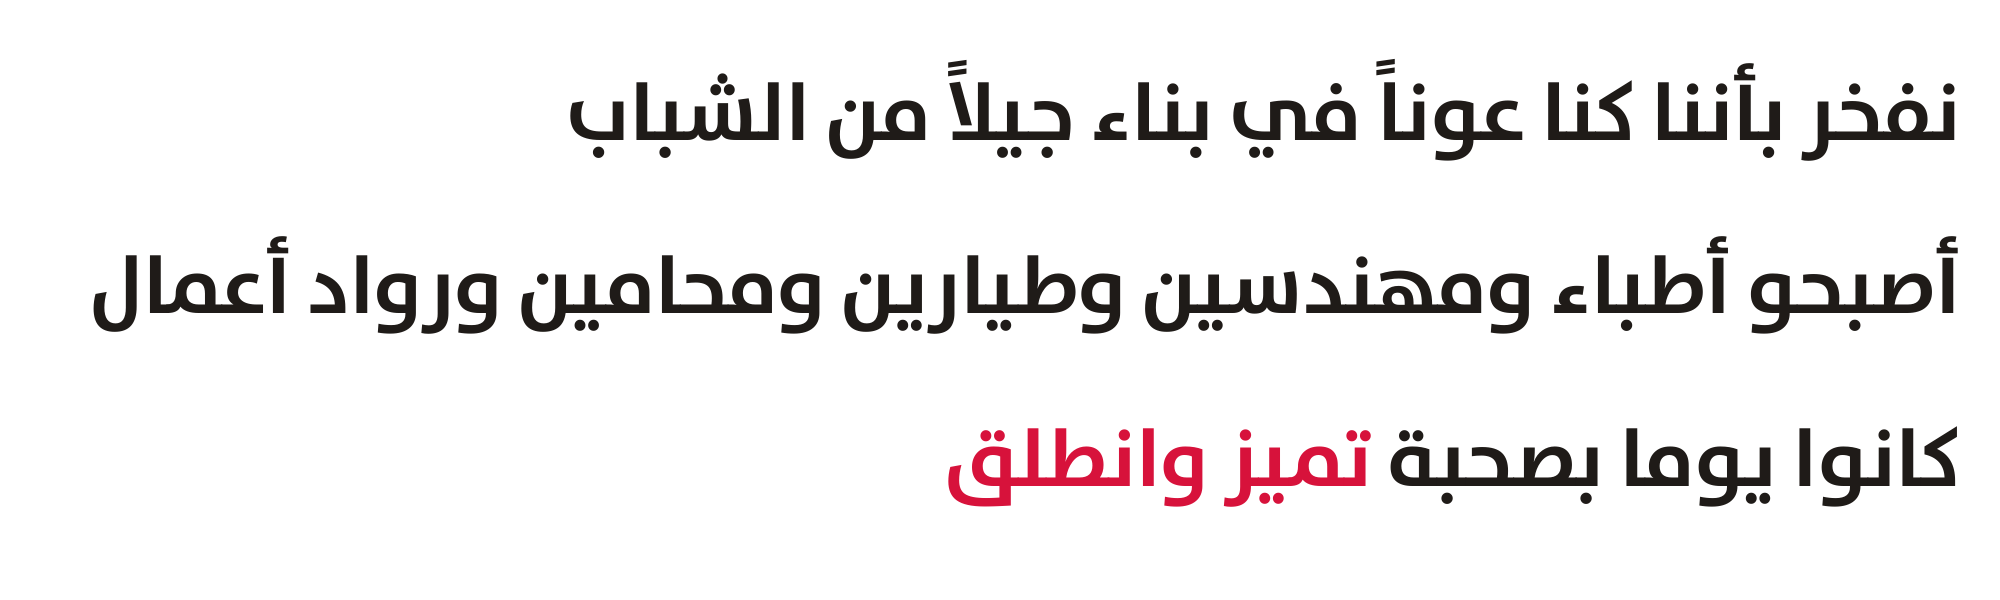 نفخر بأننا كنا عوناً في بناء جيلاً من الشباب
أصبحو أطباء ومهندسين وطيارين ومحامين ورواد أعمال
كانوا يوما بصحبة تميز وانطلق